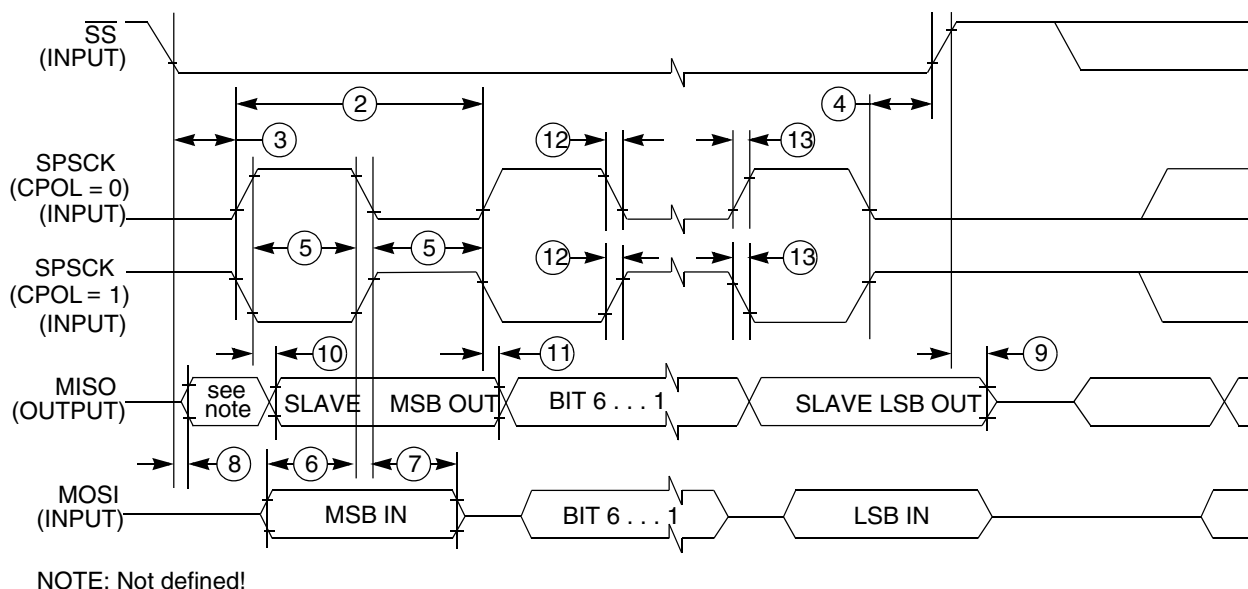 SS
(INPUT)
2
4
3
12
13
SPSCK
(CPOL = 0)
(INPUT)
5
5
12
13
SPSCK
(CPOL = 1)
(INPUT)
10
11
9
MISO
(OUTPUT)
see
note
SLAVE
MSB OUT
BIT 6 . . . 1
SLAVE LSB OUT
8
6
7
MOSI
(INPUT)
MSB IN
BIT 6 . . . 1
LSB IN
NOTE: Not defined!